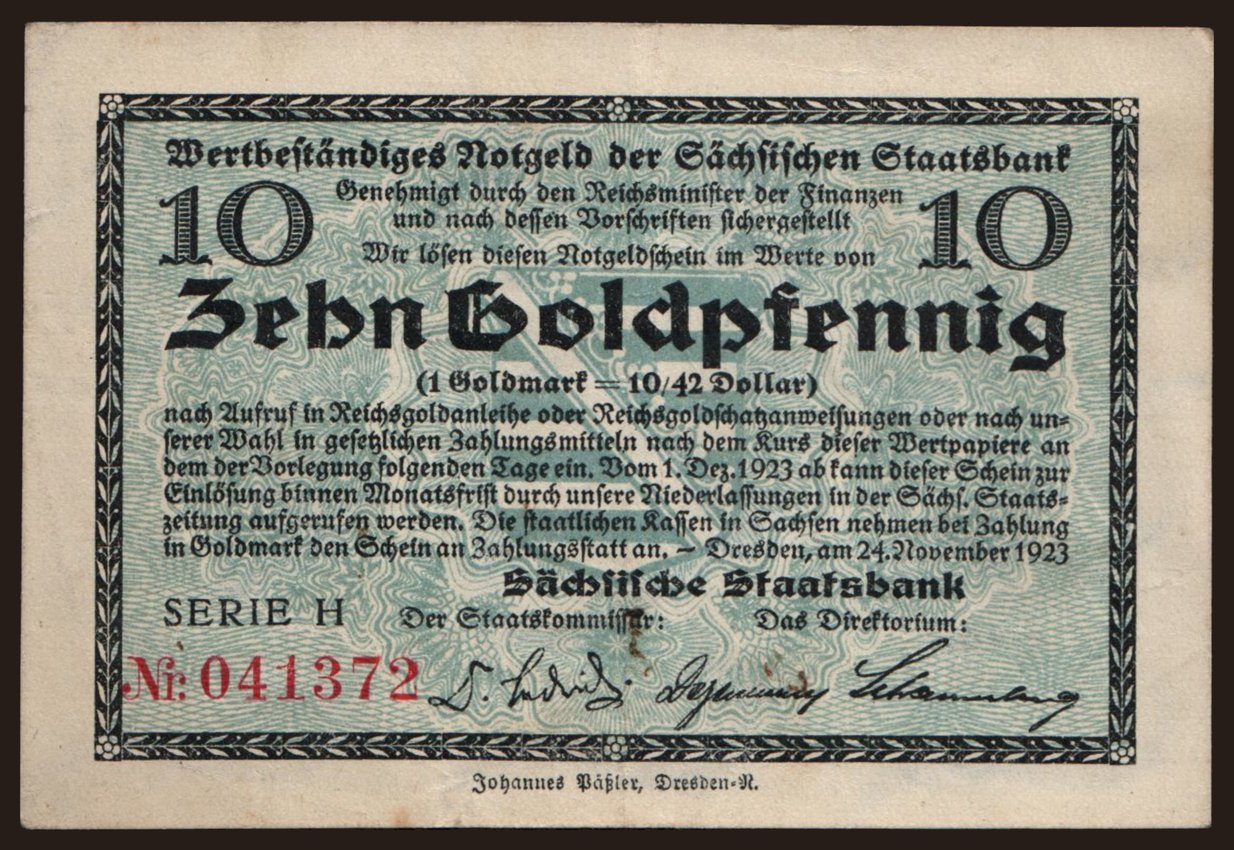 Wertbeständiges Notgeld der Sächsischen Staatsbank
10 Genehmigt durch den Reichsminister der Finanzen 10
und nach dessen Vorschriften sichergestellt
Wir lösen diesen Notgeldschein im Werte von
Zehn Goldpfennig
(1 Goldmark = 10/42 Dollar)
nach Aufruf in Reichsgoldanleihe oder Reichsgoldschatzanweisungen oder nach un-
serer Wahl in gesetzlichen Zahlungsmitteln nach dem Kurs dieser Wertpapiere an
dem der Vorlegung folgenden Tage ein. Vom 1. Dez. 1923 ab kann dieser Schein zur
Einlösung binnen Monatsfrist durch unsere Niederlassungen in der Sächs. Staats-
zeitung aufgerufen werden. Die staatlichen Kassen in Sachsen nehmen bei Zahlung
in Goldmark den Schein an Zahlungsstatt an. – Dresden, am 24. November 1923
Sächsische Staatsbank
SERIE H Der Staatskommissar: Das Direktorium:
Nr. 041372
Johannes Päßler, Dresden-N.